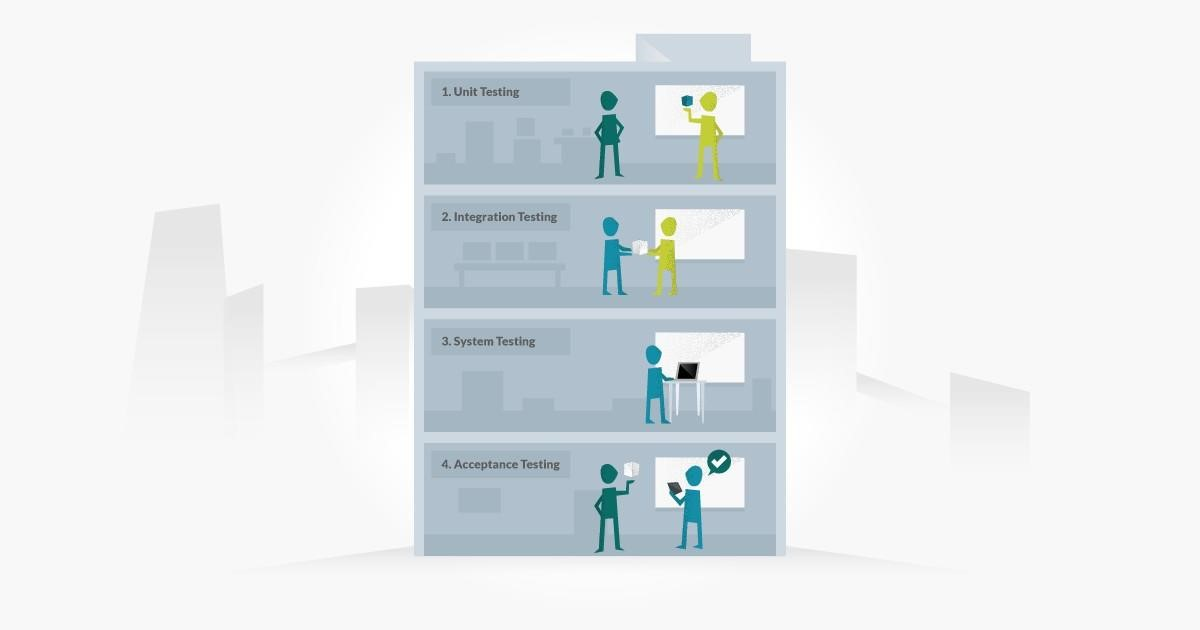 1. Unit Testing
2. Integration Testing
3. System Testing
4. Acceptance Testing